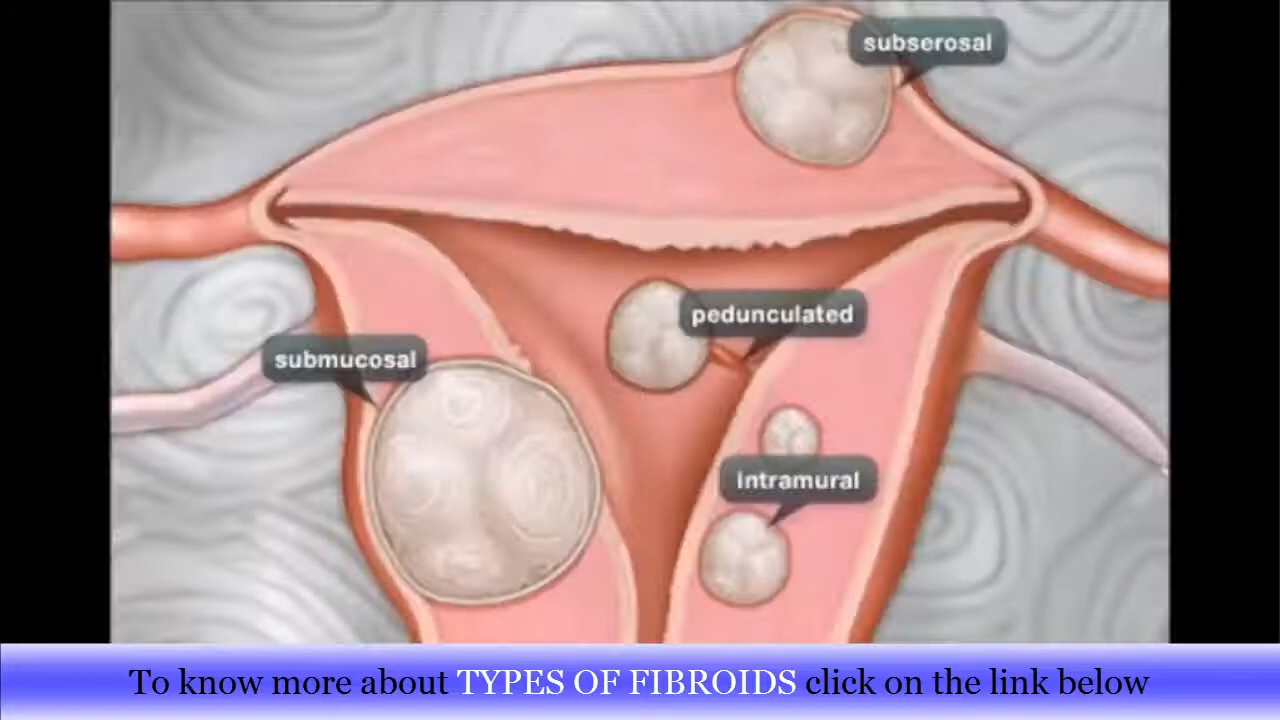 subserosal
pedunculated
submucosal
intramural
To know more about TYPES OF FIBROIDS click on the link below